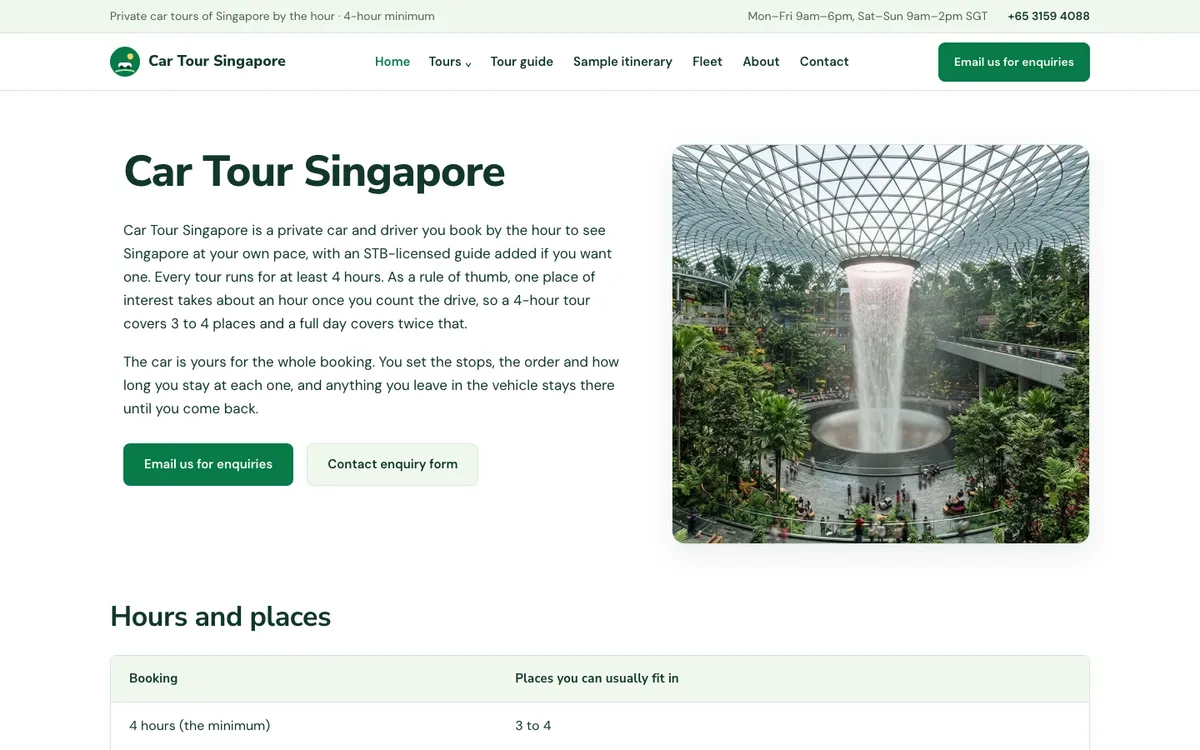 Private car tours of Singapore by the hour · 4-hour minimum
Mon–Fri 9am–6pm, Sat–Sun 9am–2pm SGT
+65 3159 4088
Car Tour Singapore
Home
Tours
Tour guide
Sample itinerary
Fleet
About
Contact
Email us for enquiries
Car Tour Singapore
Car Tour Singapore is a private car and driver you book by the hour to see
Singapore at your own pace, with an STB-licensed guide added if you want
one. Every tour runs for at least 4 hours. As a rule of thumb, one place of
interest takes about an hour once you count the drive, so a 4-hour tour
covers 3 to 4 places and a full day covers twice that.
The car is yours for the whole booking. You set the stops, the order and how
long you stay at each one, and anything you leave in the vehicle stays there
until you come back.
Email us for enquiries
Contact enquiry form
Hours and places
Booking
Places you can usually fit in
4 hours (the minimum)
3 to 4